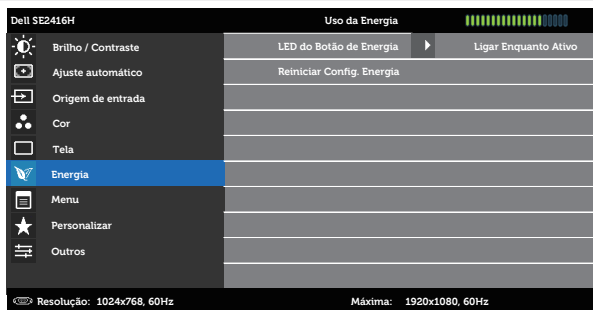 Dell SE2416H Uso da Energia
Brilho / Contraste LED do Botão de Energia Ligar Enquanto Ativo
Ajuste automático Reiniciar Config. Energia
Origem de entrada
Cor
Tela
Energia
Menu
Personalizar
Outros
Resolução: 1024x768, 60Hz Máxima: 1920x1080, 60Hz